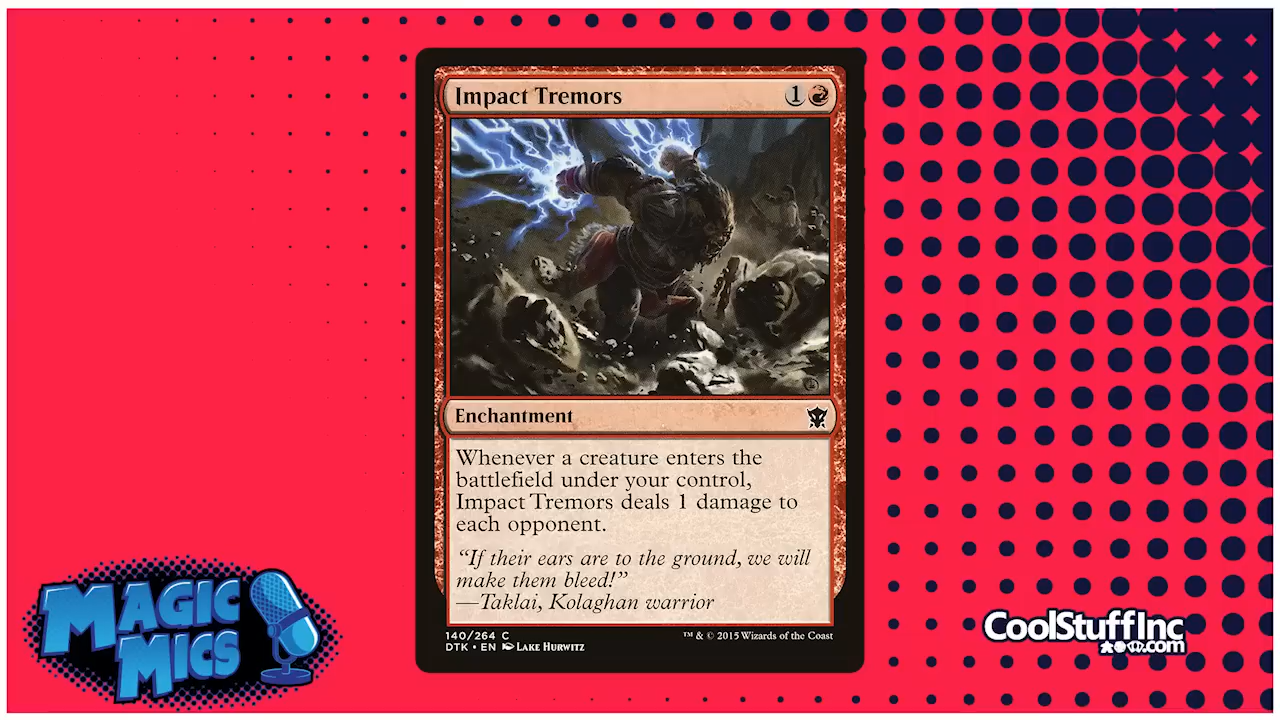 Impact Tremors 1
Enchantment
Whenever a creature enters the
battlefield under your control,
Impact Tremors deals 1 damage to
each opponent.
“If their ears are to the ground, we will
make them bleed!”
—Taklai, Kolaghan warrior
140/264 C
DTK • EN Lake Hurwitz
™ & © 2015 Wizards of the Coast
MAGIC
MICS
CoolStuffInc
.com